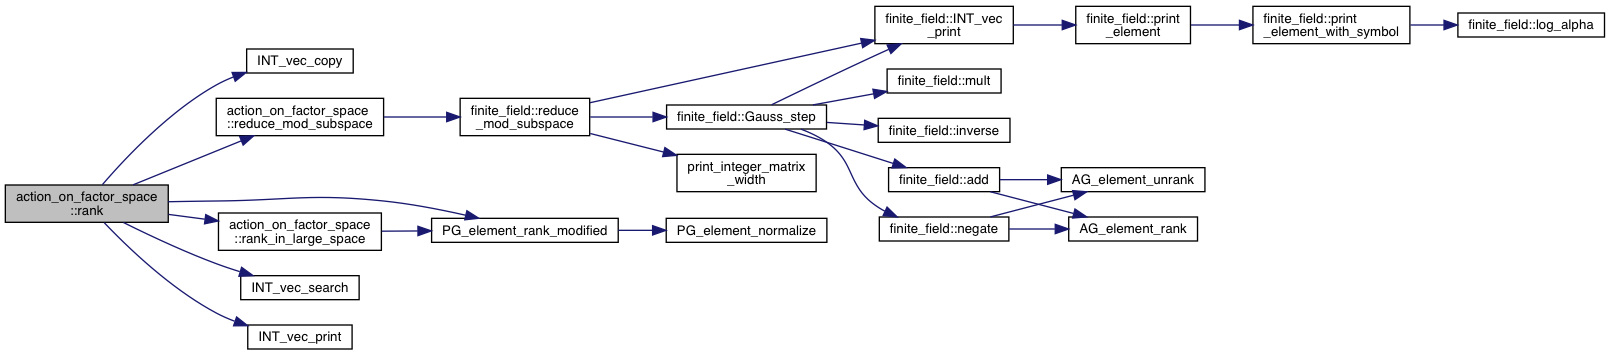 action_on_factor_space
::rank
INT_vec_copy
action_on_factor_space
::reduce_mod_subspace
action_on_factor_space
::rank_in_large_space
INT_vec_search
INT_vec_print
finite_field::reduce
_mod_subspace
PG_element_rank_modified
finite_field::Gauss_step
print_integer_matrix
_width
PG_element_normalize
finite_field::INT_vec
_print
finite_field::mult
finite_field::inverse
finite_field::add
finite_field::negate
finite_field::print
_element
AG_element_unrank
AG_element_rank
finite_field::print
_element_with_symbol
finite_field::log_alpha